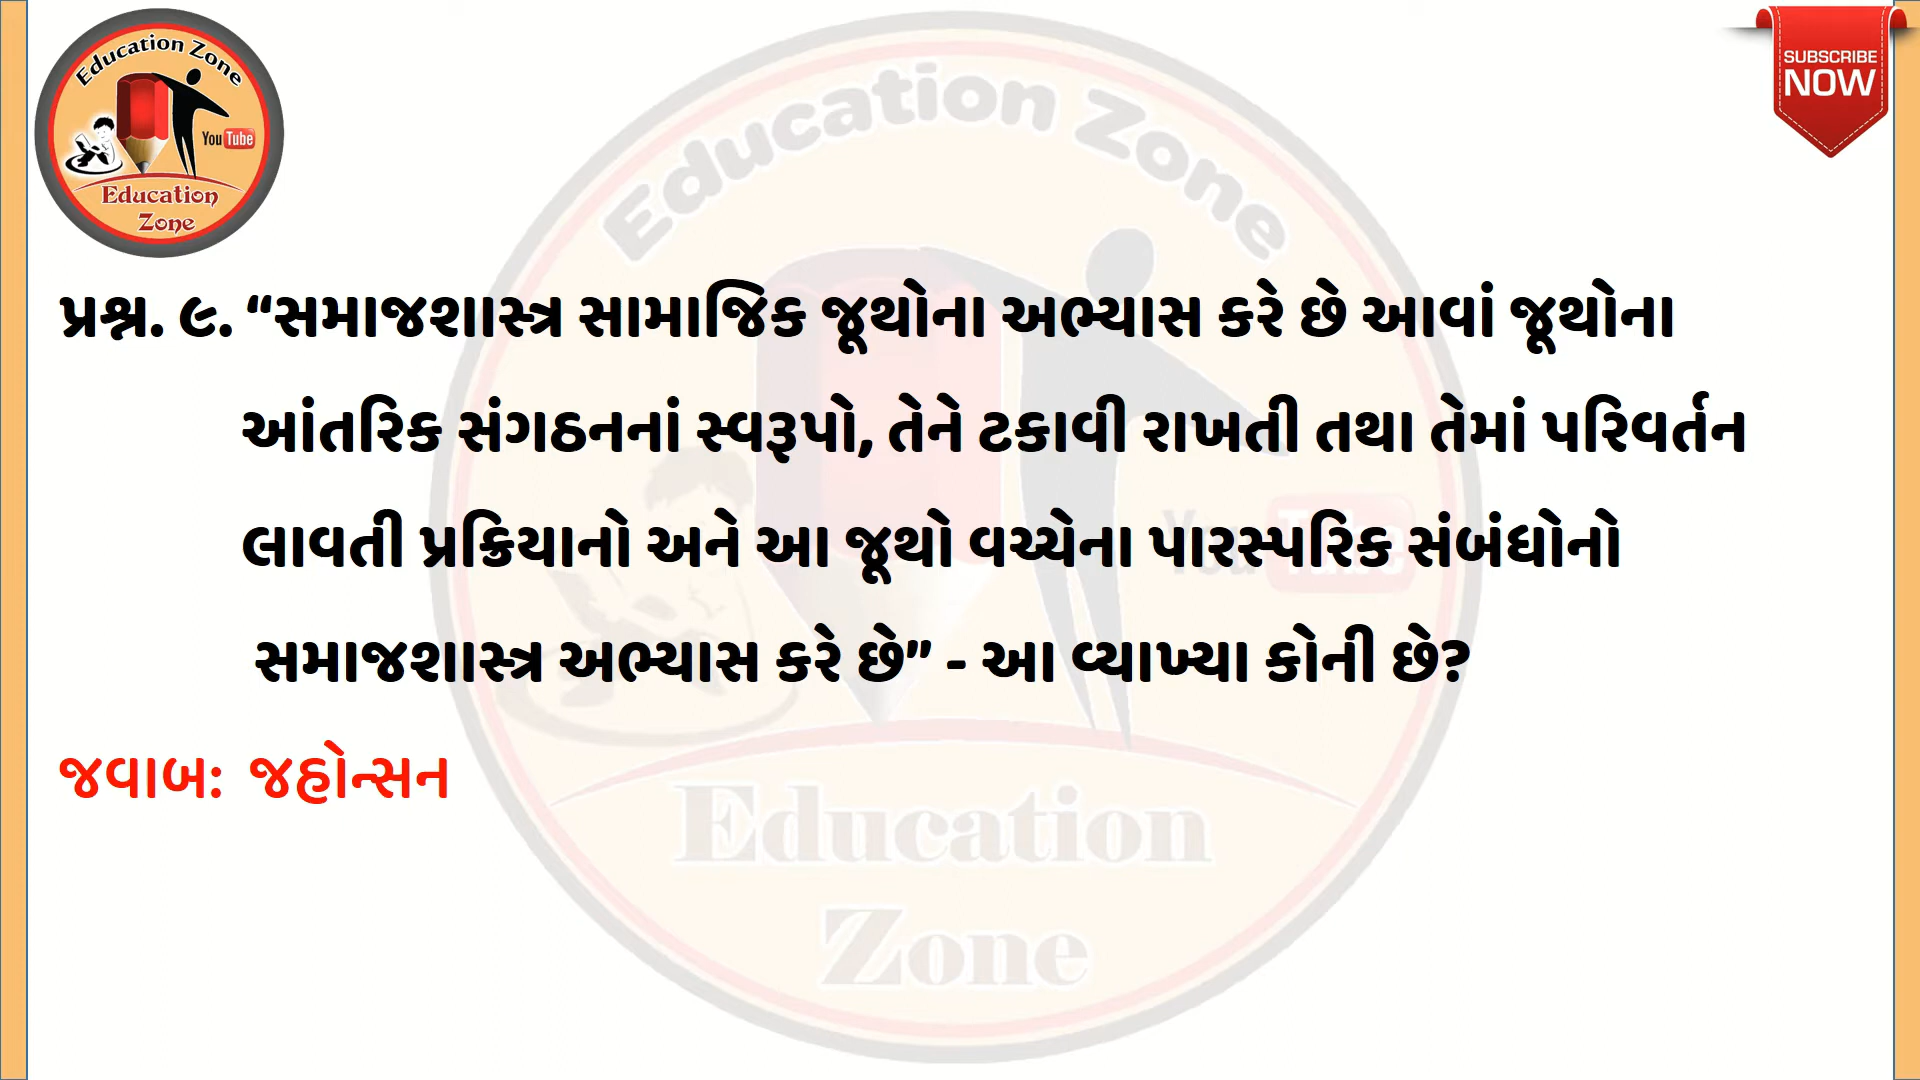 Education Zone
You Tube
Education
Zone
SUBSCRIBE
NOW
પ્રશ્ન. ૯. “સમાજશાસ્ત્ર સામાજિક જૂથોના અભ્યાસ કરે છે આવાં જૂથોના
આંતરિક સંગઠનનાં સ્વરૂપો, તેને ટકાવી રાખતી તથા તેમાં પરિવર્તન
લાવતી પ્રક્રિયાનો અને આ જૂથો વચ્ચેના પારસ્પરિક સંબંધોનો
સમાજશાસ્ત્ર અભ્યાસ કરે છે” - આ વ્યાખ્યા કોની છે?
જવાબ: જહોન્સન
Education Zone
You Tube
Education
Zone